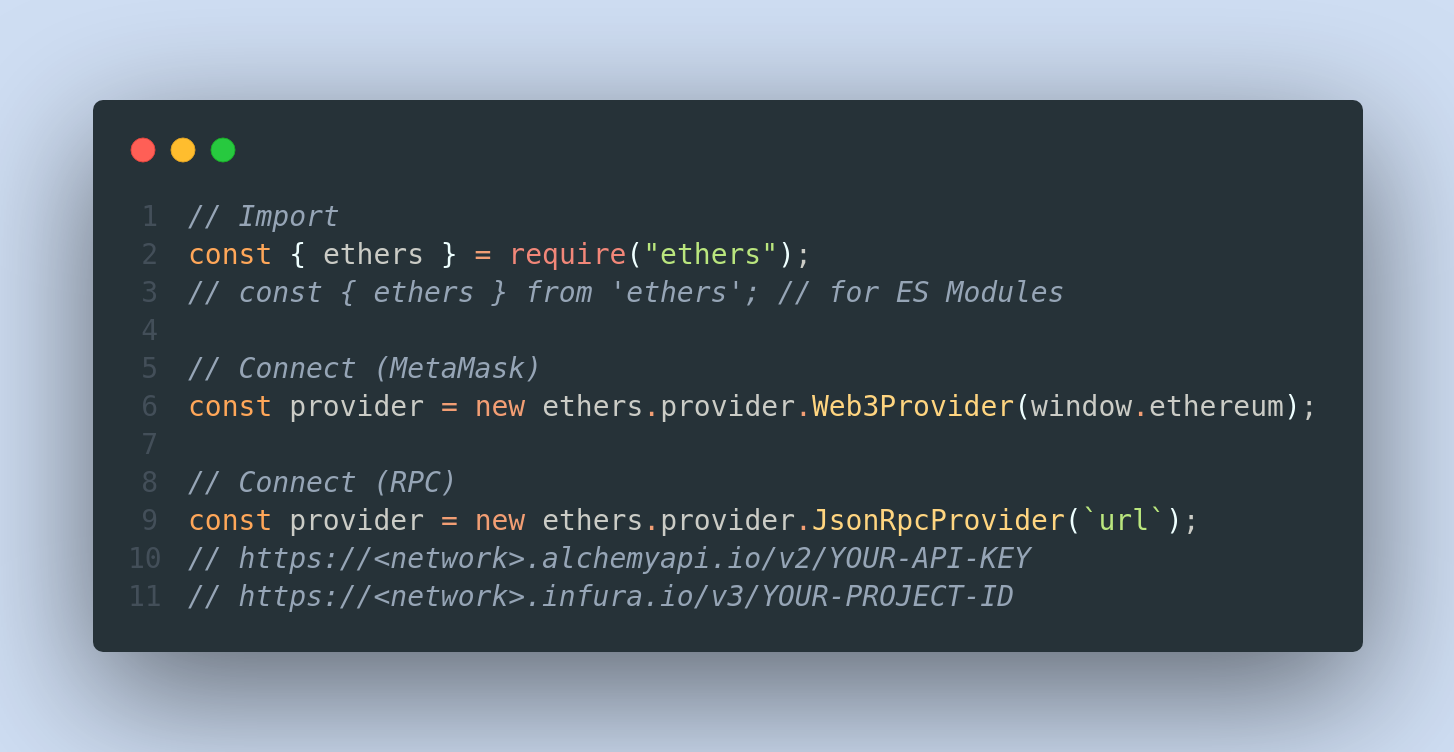 1 // Import
2 const { ethers } = require("ethers");
3 // const { ethers } from 'ethers'; // for ES Modules
4
5 // Connect (MetaMask)
6 const provider = new ethers.provider.Web3Provider(window.ethereum);
7
8 // Connect (RPC)
9 const provider = new ethers.provider.JsonRpcProvider(`url`);
10 // https://<network>.alchemyapi.io/v2/YOUR-API-KEY
11 // https://<network>.infura.io/v3/YOUR-PROJECT-ID